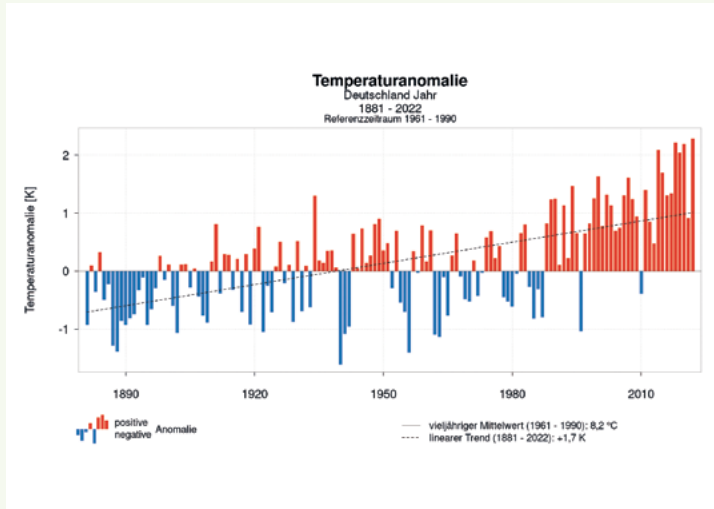 Temperaturanomalie
Deutschland Jahr
1881 - 2022
Referenzzeitraum 1961 - 1990
Temperaturanomalie [K]
2
1
0
-1
1890 1920 1950 1980 2010
positive
negative Anomalie
vieljähriger Mittelwert (1961 - 1990): 8,2 °C
linearer Trend (1881 - 2022): +1,7 K